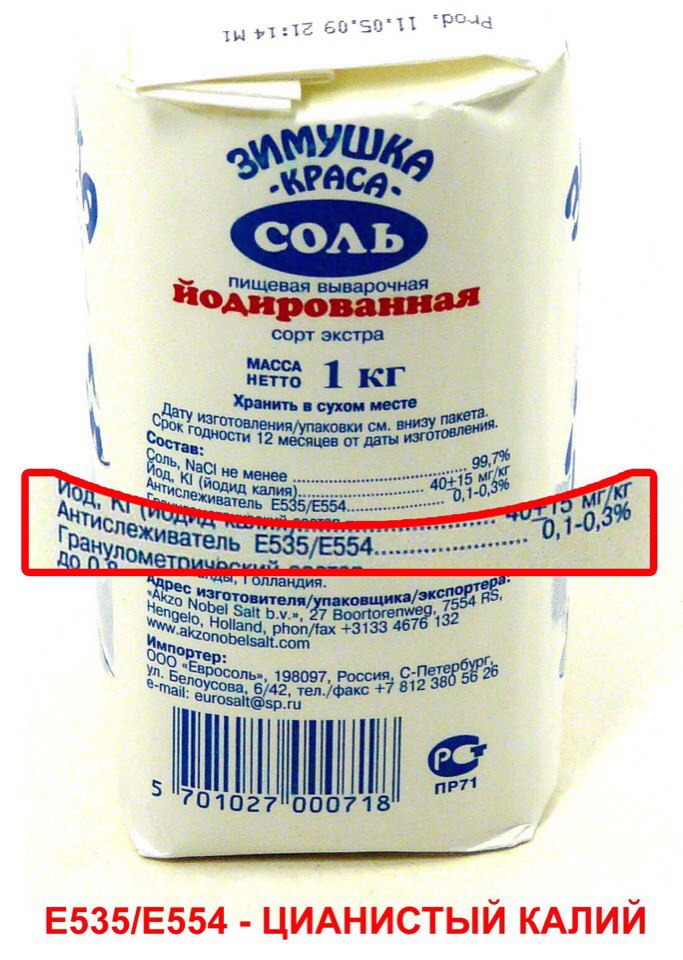 Prod. 11.05.09 21:14 M1
ЗИМУШКА
-КРАСА-
СОЛЬ
пищевая выварочная
йодированная
сорт экстра
МАССА
НЕТТО 1 кг
Хранить в сухом месте
Дату изготовления/упаковки см. внизу пакета.
Срок годности 12 месяцев от даты изготовления.
Состав:
Соль, NaCl не менее ........................ 99,7%
Йод, KI (йодид калия)........................ 40+15 мг/кг
Антислеживатель Е535/Е554................. 0,1-0,3%
Йод, KI (йодид 40+15 мг/кг
Антислеживатель Е535/Е554........................ 0,1-0,3%
Гранулометрический
до 0,8
Голландия.
Адрес изготовителя/упаковщика/экспортера:
«Akzo Nobel Salt b.v.», 27 Boortorenweg, 7554 RS,
Hengelo, Holland, phon/fax +3133 4676 132
www.akzonobelsalt.com
Импортер:
ООО «Евросоль», 198097, Россия, С-Петербург,
ул. Белоусова, 6/42, тел./факс +7 812 380 56 26
e-mail: eurosalt@sp.ru
5 701027 000718
РСТ
ПР71
Е535/Е554 - ЦИАНИСТЫЙ КАЛИЙ